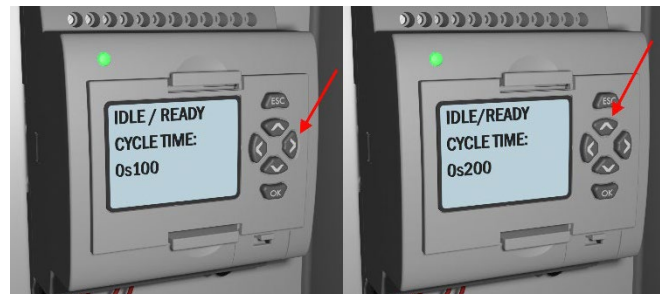 ESC
IDLE / READY
CYCLE TIME:
0s100
OK
ESC
IDLE/READY
CYCLE TIME:
0s200
OK